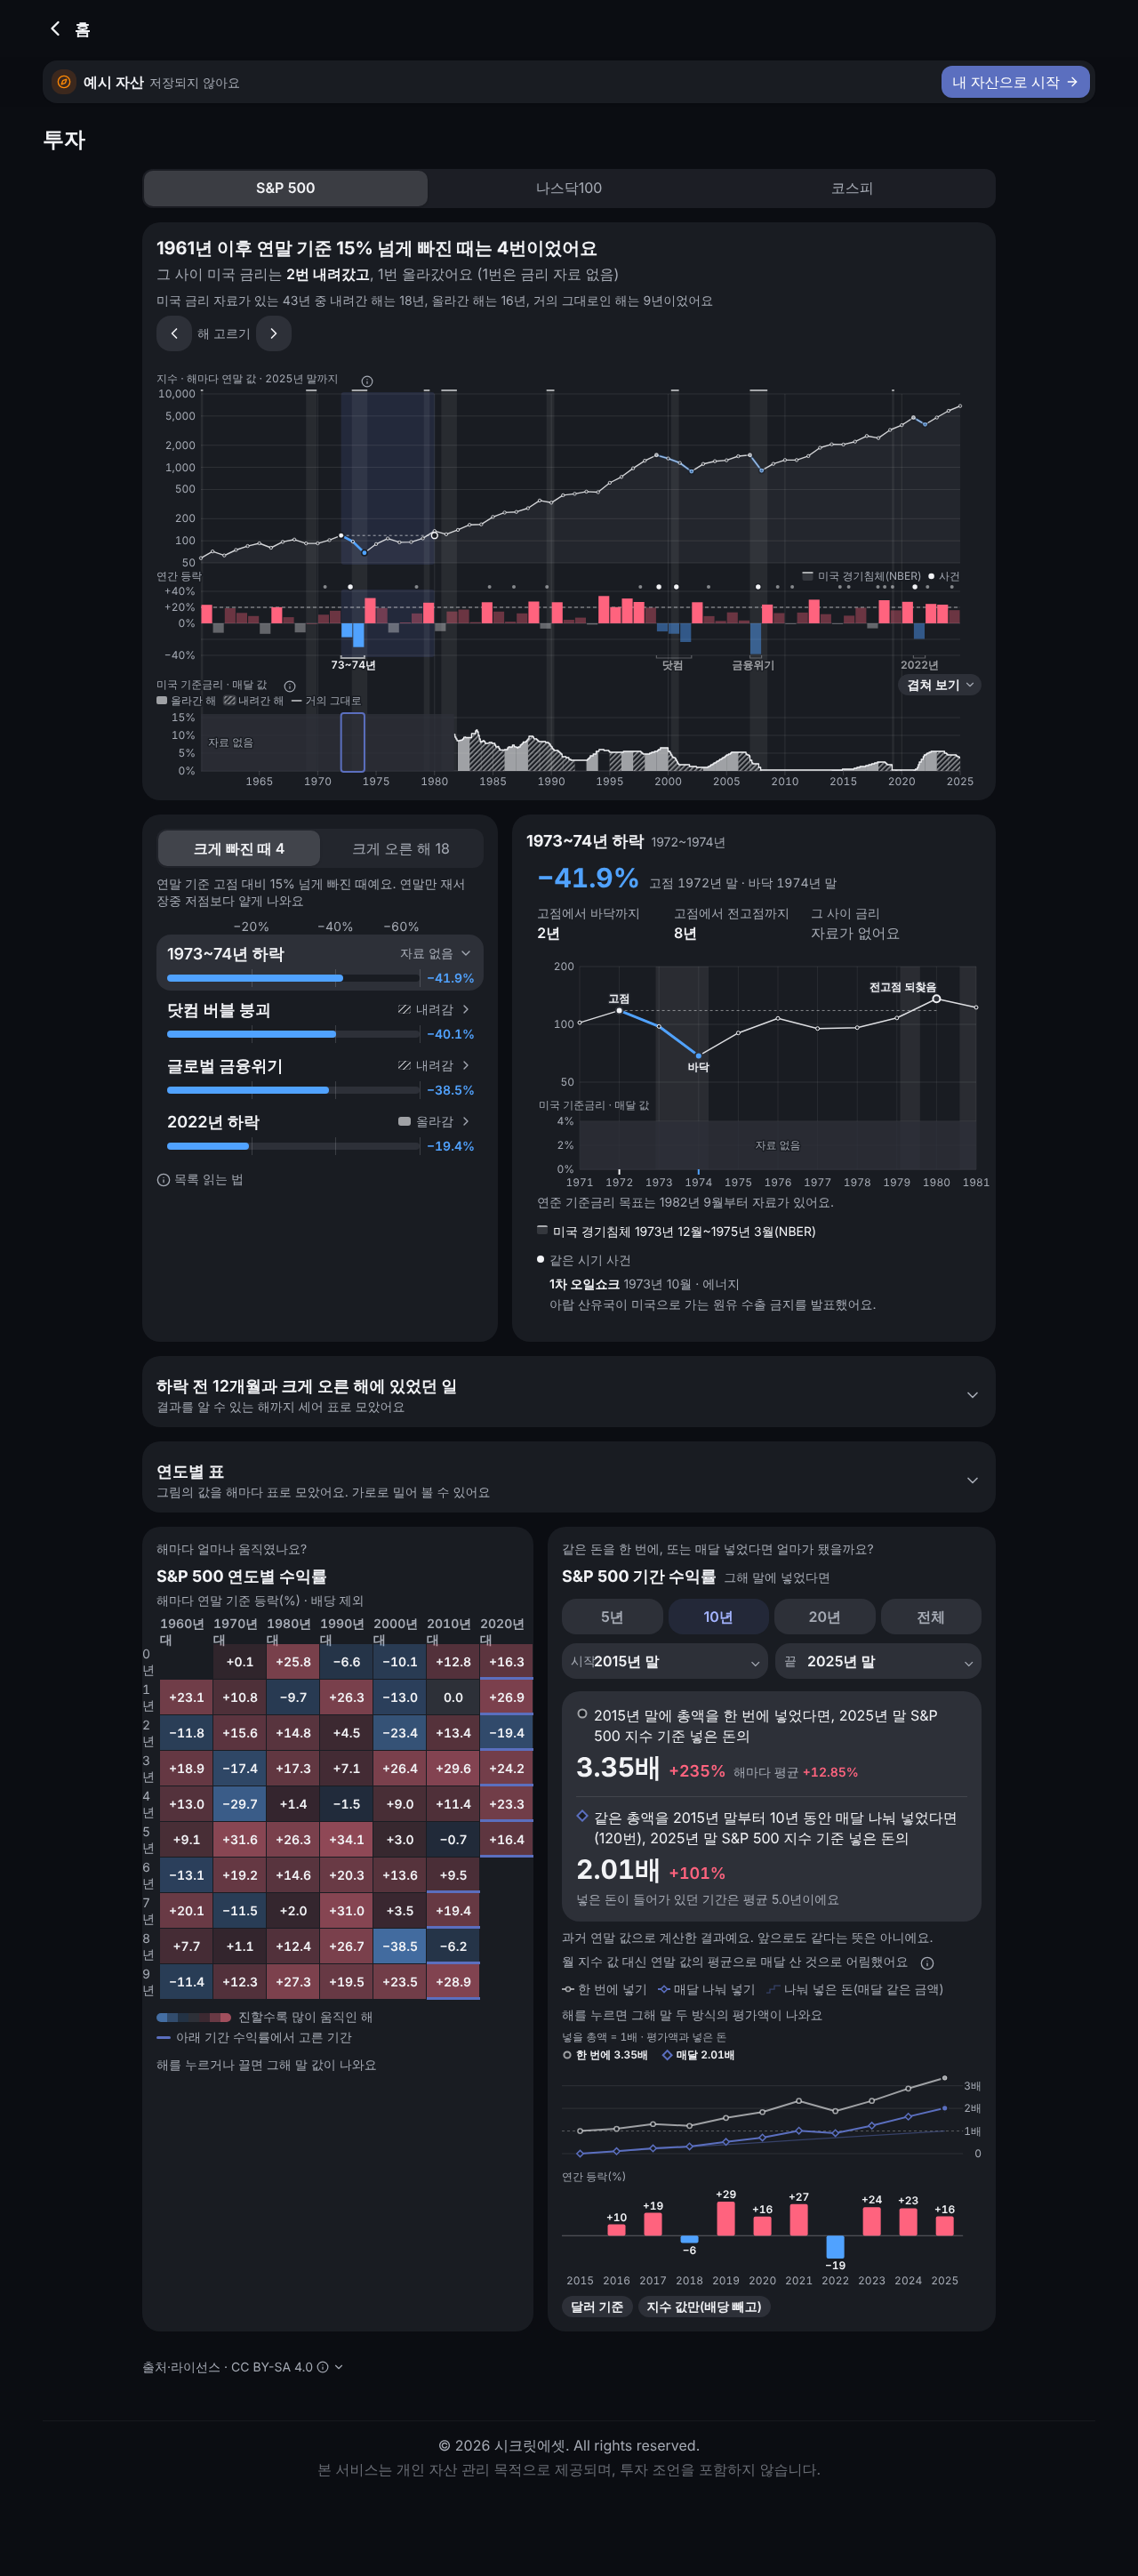 홈
예시 자산 저장되지 않아요
내 자산으로 시작 →
투자
S&P 500 나스닥100 코스피
1961년 이후 연말 기준 15% 넘게 빠진 때는 4번이었어요
그 사이 미국 금리는 2번 내려갔고, 1번 올라갔어요 (1번은 금리 자료 없음)
미국 금리 자료가 있는 43년 중 내려간 해는 18년, 올라간 해는 16년, 거의 그대로인 해는 9년이었어요
해 고르기
지수 · 해마다 연말 값 · 2025년 말까지
10,000
5,000
2,000
1,000
500
200
100
50
연간 등락
미국 경기침체(NBER) 사건
+40%
+20%
0%
−40%
73~74년 닷컴 금융위기 2022년
미국 기준금리 · 매달 값
겹쳐 보기
올라간 해 내려간 해 거의 그대로
15%
10%
5%
0%
자료 없음
1965 1970 1975 1980 1985 1990 1995 2000 2005 2010 2015 2020 2025
크게 빠진 때 4 크게 오른 해 18
연말 기준 고점 대비 15% 넘게 빠진 때예요. 연말만 재서
장중 저점보다 얕게 나와요
−20% −40% −60%
1973~74년 하락 자료 없음
−41.9%
닷컴 버블 붕괴 내려감
−40.1%
글로벌 금융위기 내려감
−38.5%
2022년 하락 올라감
−19.4%
목록 읽는 법
1973~74년 하락 1972~1974년
−41.9% 고점 1972년 말 · 바닥 1974년 말
고점에서 바닥까지 고점에서 전고점까지 그 사이 금리
2년 8년 자료가 없어요
200
100
50
고점
바닥
전고점 되찾음
미국 기준금리 · 매달 값
4%
2%
0%
자료 없음
1971 1972 1973 1974 1975 1976 1977 1978 1979 1980 1981
연준 기준금리 목표는 1982년 9월부터 자료가 있어요.
미국 경기침체 1973년 12월~1975년 3월(NBER)
같은 시기 사건
1차 오일쇼크 1973년 10월 · 에너지
아랍 산유국이 미국으로 가는 원유 수출 금지를 발표했어요.
하락 전 12개월과 크게 오른 해에 있었던 일
결과를 알 수 있는 해까지 세어 표로 모았어요
연도별 표
그림의 값을 해마다 표로 모았어요. 가로로 밀어 볼 수 있어요
해마다 얼마나 움직였나요?
S&P 500 연도별 수익률
해마다 연말 기준 등락(%) · 배당 제외
1960년대 1970년대 1980년대 1990년대 2000년대 2010년대 2020년대
0년 +0.1 +25.8 −6.6 −10.1 +12.8 +16.3
1년 +23.1 +10.8 −9.7 +26.3 −13.0 0.0 +26.9
2년 −11.8 +15.6 +14.8 +4.5 −23.4 +13.4 −19.4
3년 +18.9 −17.4 +17.3 +7.1 +26.4 +29.6 +24.2
4년 +13.0 −29.7 +1.4 −1.5 +9.0 +11.4 +23.3
5년 +9.1 +31.6 +26.3 +34.1 +3.0 −0.7 +16.4
6년 −13.1 +19.2 +14.6 +20.3 +13.6 +9.5
7년 +20.1 −11.5 +2.0 +31.0 +3.5 +19.4
8년 +7.7 +1.1 +12.4 +26.7 −38.5 −6.2
9년 −11.4 +12.3 +27.3 +19.5 +23.5 +28.9
진할수록 많이 움직인 해
아래 기간 수익률에서 고른 기간
해를 누르거나 끌면 그해 말 값이 나와요
같은 돈을 한 번에, 또는 매달 넣었다면 얼마가 됐을까요?
S&P 500 기간 수익률 그해 말에 넣었다면
5년 10년 20년 전체
시작 2015년 말 끝 2025년 말
2015년 말에 총액을 한 번에 넣었다면, 2025년 말 S&P
500 지수 기준 넣은 돈의
3.35배 +235% 해마다 평균 +12.85%
같은 총액을 2015년 말부터 10년 동안 매달 나눠 넣었다면
(120번), 2025년 말 S&P 500 지수 기준 넣은 돈의
2.01배 +101%
넣은 돈이 들어가 있던 기간은 평균 5.0년이에요
과거 연말 값으로 계산한 결과예요. 앞으로도 같다는 뜻은 아니에요.
월 지수 값 대신 연말 값의 평균으로 매달 산 것으로 어림했어요
한 번에 넣기 매달 나눠 넣기 나눠 넣은 돈(매달 같은 금액)
해를 누르면 그해 말 두 방식의 평가액이 나와요
넣을 총액 = 1배 · 평가액과 넣은 돈
한 번에 3.35배 매달 2.01배
3배
2배
1배
0
연간 등락(%)
+10 +19 −6 +29 +16 +27 −19 +24 +23 +16
2015 2016 2017 2018 2019 2020 2021 2022 2023 2024 2025
달러 기준 지수 값만(배당 빼고)
출처·라이선스 · CC BY-SA 4.0
© 2026 시크릿에셋. All rights reserved.
본 서비스는 개인 자산 관리 목적으로 제공되며, 투자 조언을 포함하지 않습니다.